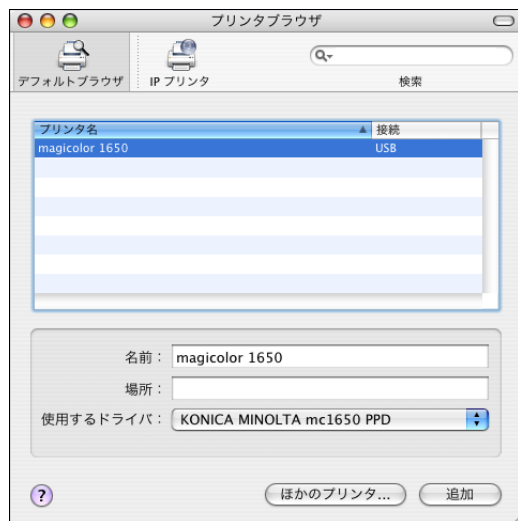 プリンタブラウザ
デフォルトブラウザ IP プリンタ 検索
プリンタ名 接続
magicolor 1650 USB
名前： magicolor 1650
場所：
使用するドライバ： KONICA MINOLTA mc1650 PPD
? ほかのプリンタ... 追加